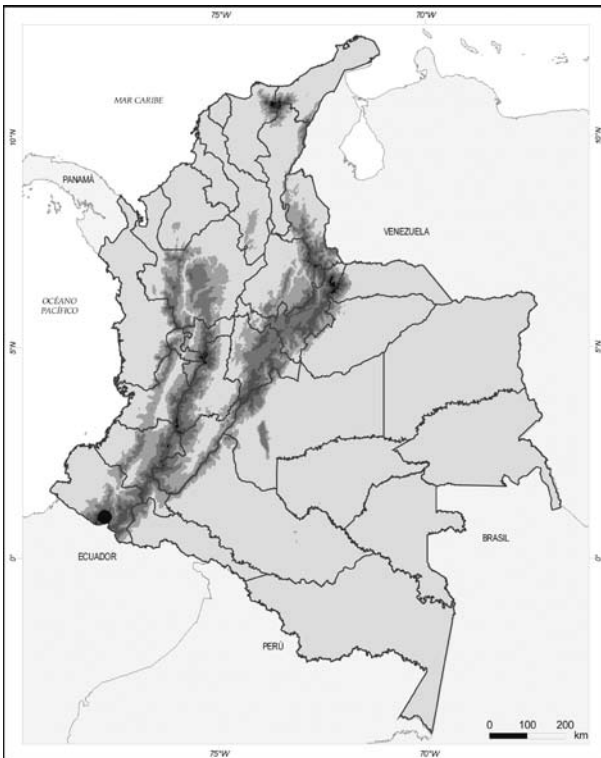 75°W 70°W
MAR CARIBE
10°N
10°N
PANAMÁ
VENEZUELA
OCÉANO
PACÍFICO
5°N
5°N
0°
0°
ECUADOR
BRASIL
PERÚ
0 100 200
km
75°W 70°W